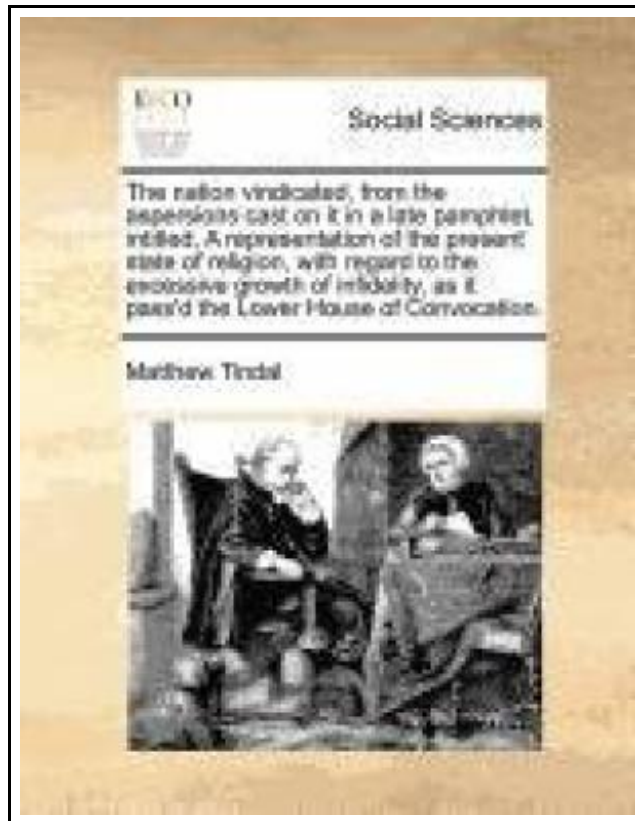 ECCO
Social Sciences
The nation vindicated, from the
aspersions cast on it in a late pamphlet,
intitled, A representation of the present
state of religion, with regard to the
excessive growth of infidelity, as it
pass'd the Lower House of Convocation.
Matthew Tindal